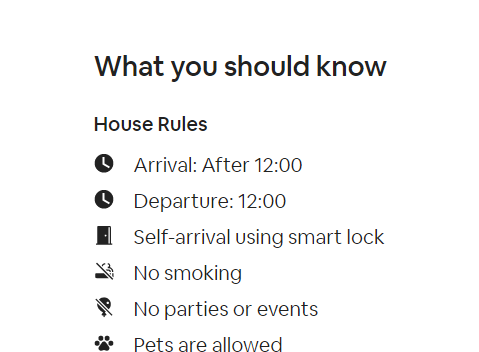 What you should know
House Rules
Arrival: After 12:00
Departure: 12:00
Self-arrival using smart lock
No smoking
No parties or events
Pets are allowed